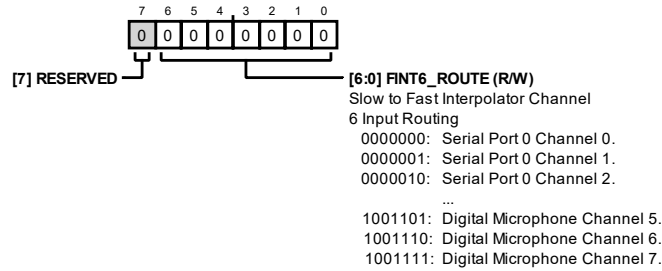 7 6 5 4 3 2 1 0
0 0 0 0 0 0 0 0
[7] RESERVED
[6:0] FINT6_ROUTE (R/W)
Slow to Fast Interpolator Channel
6 Input Routing
0000000: Serial Port 0 Channel 0.
0000001: Serial Port 0 Channel 1.
0000010: Serial Port 0 Channel 2.
...
1001101: Digital Microphone Channel 5.
1001110: Digital Microphone Channel 6.
1001111: Digital Microphone Channel 7.